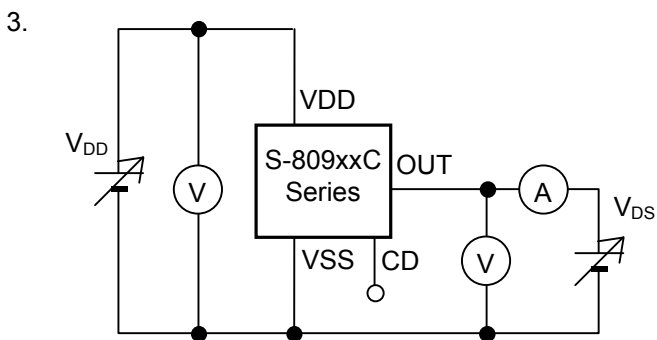 3.
VDD
VDD
V
S-809xxC
Series
OUT
A
VDS
VSS
CD
V